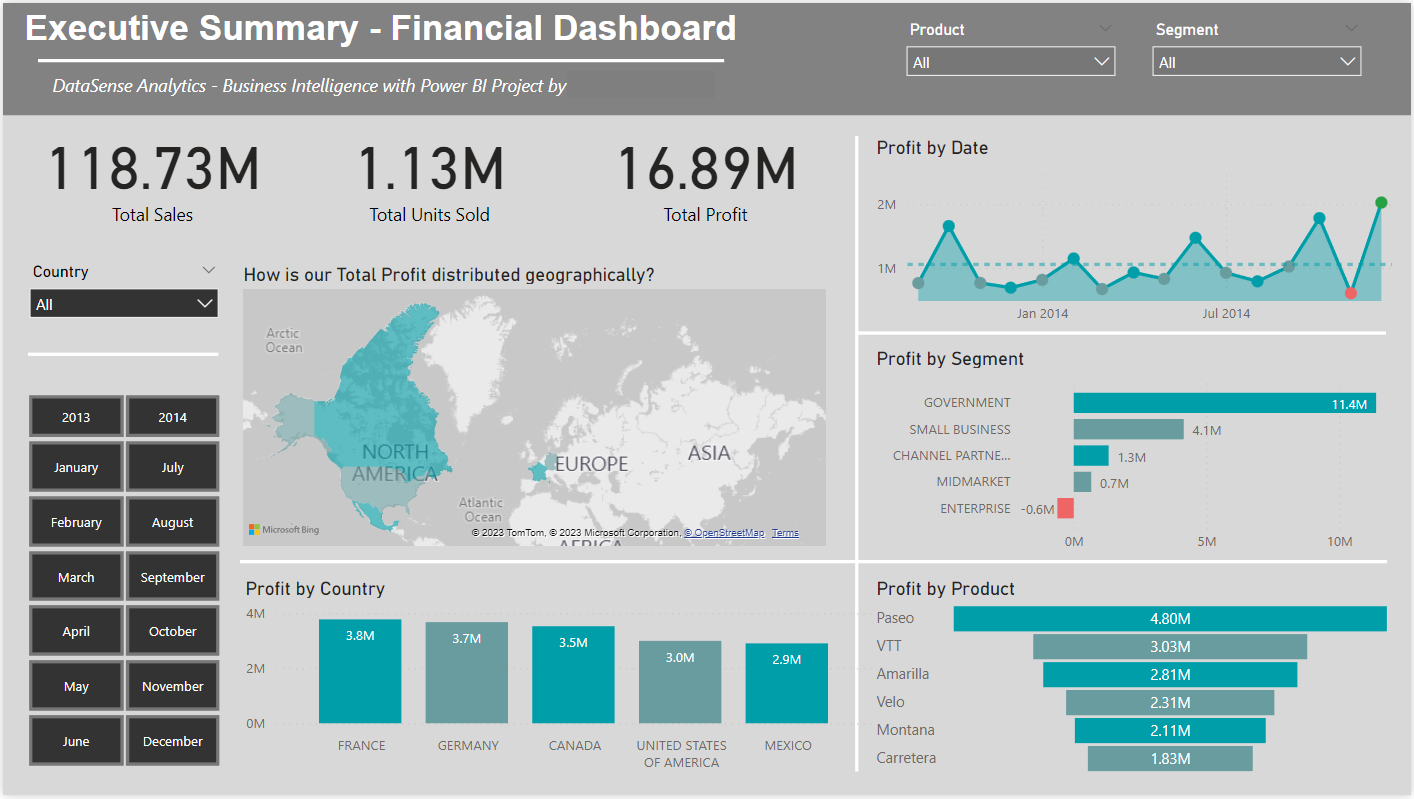 Executive Summary - Financial Dashboard
DataSense Analytics - Business Intelligence with Power BI Project by
Product
All
Segment
All
118.73M
Total Sales
1.13M
Total Units Sold
16.89M
Total Profit
Country
All
2013
2014
January
July
February
August
March
September
April
October
May
November
June
December
How is our Total Profit distributed geographically?
Arctic
Ocean
NORTH
AMERICA
EUROPE
ASIA
Atlantic
Ocean
AFRICA
Microsoft Bing
© 2023 TomTom, © 2023 Microsoft Corporation, © OpenStreetMap Terms
Profit by Country
4M
2M
0M
3.8M
3.7M
3.5M
3.0M
2.9M
FRANCE
GERMANY
CANADA
UNITED STATES
OF AMERICA
MEXICO
Profit by Date
2M
1M
Jan 2014
Jul 2014
Profit by Segment
GOVERNMENT 11.4M
SMALL BUSINESS 4.1M
CHANNEL PARTNE... 1.3M
MIDMARKET 0.7M
ENTERPRISE -0.6M
0M 5M 10M
Profit by Product
Paseo 4.80M
VTT 3.03M
Amarilla 2.81M
Velo 2.31M
Montana 2.11M
Carretera 1.83M